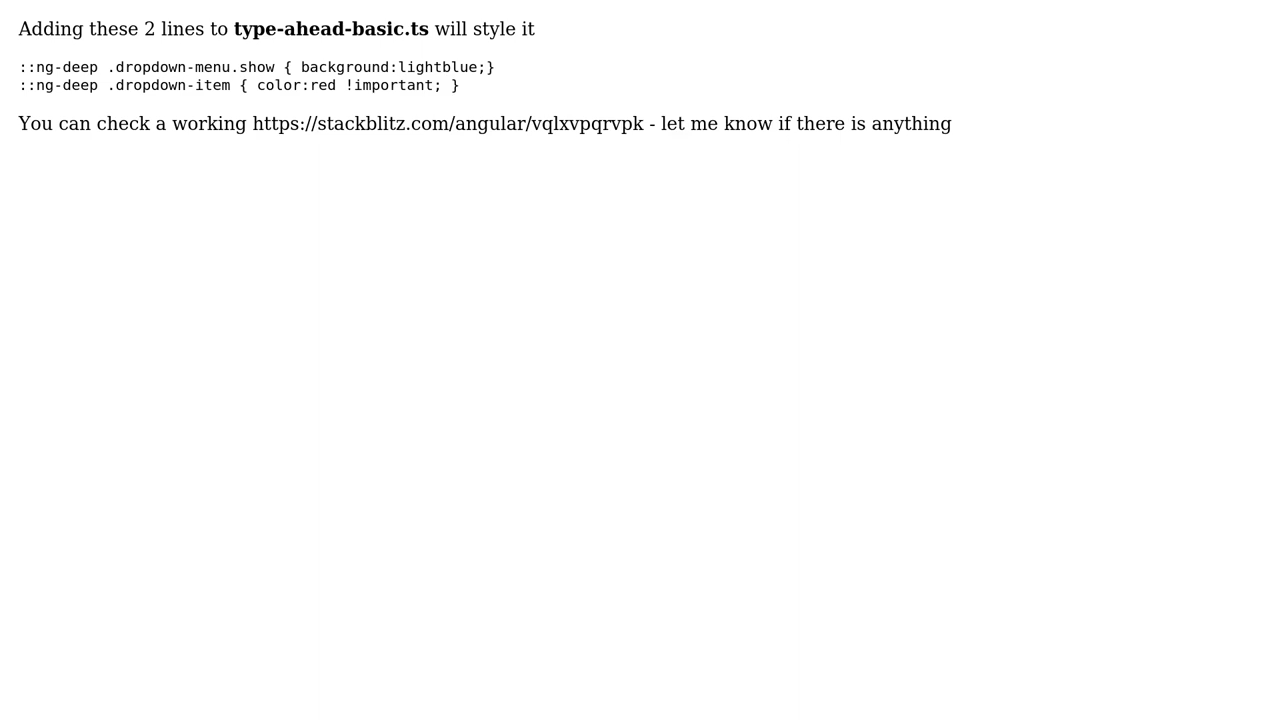 Adding these 2 lines to type-ahead-basic.ts will style it
::ng-deep .dropdown-menu.show { background:lightblue;}
::ng-deep .dropdown-item { color:red !important; }
You can check a working https://stackblitz.com/angular/vqlxvpqrvpk - let me know if there is anything